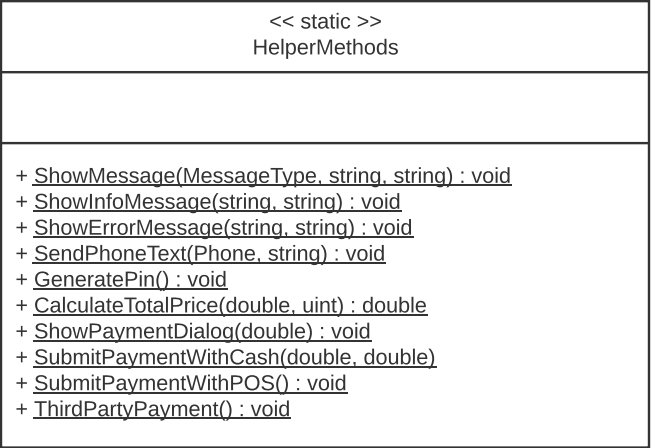 << static >>
HelperMethods
+ ShowMessage(MessageType, string, string) : void
+ ShowInfoMessage(string, string) : void
+ ShowErrorMessage(string, string) : void
+ SendPhoneText(Phone, string) : void
+ GeneratePin() : void
+ CalculateTotalPrice(double, uint) : double
+ ShowPaymentDialog(double) : void
+ SubmitPaymentWithCash(double, double)
+ SubmitPaymentWithPOS() : void
+ ThirdPartyPayment() : void